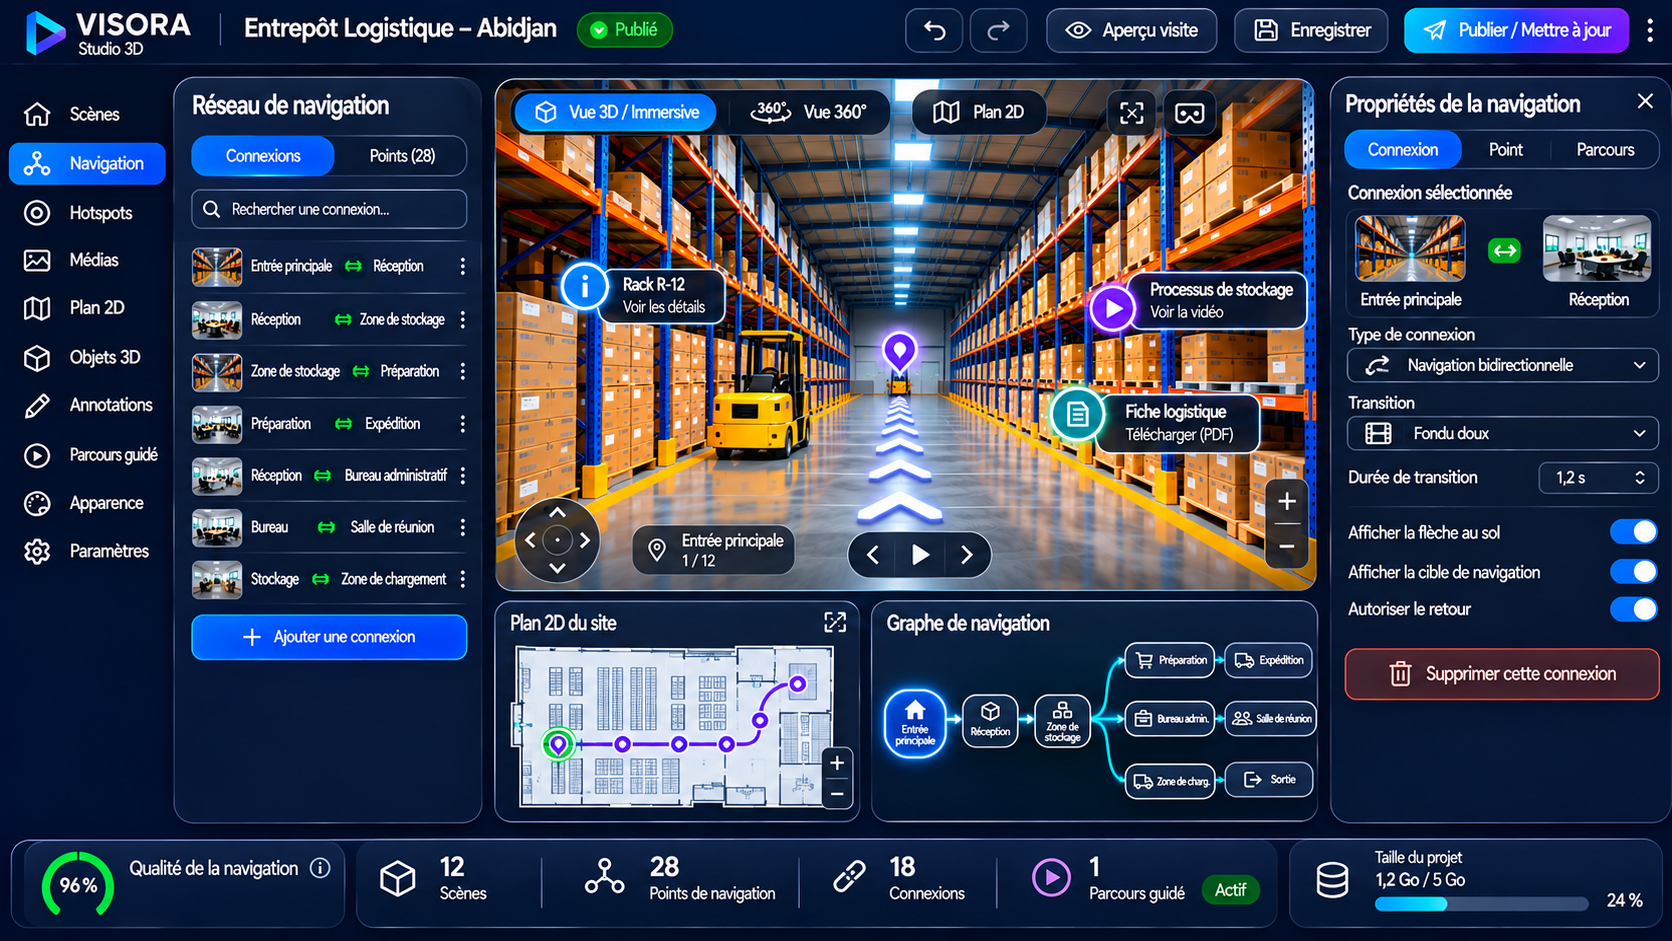 VISORA
Studio 3D
Entrepôt Logistique – Abidjan
Publié
Aperçu visite
Enregistrer
Publier / Mettre à jour
Scènes
Navigation
Hotspots
Médias
Plan 2D
Objets 3D
Annotations
Parcours guidé
Apparence
Paramètres
Réseau de navigation
Connexions
Points (28)
Rechercher une connexion...
Entrée principale
Réception
Réception
Zone de stockage
Zone de stockage
Préparation
Préparation
Expédition
Réception
Bureau administratif
Bureau
Salle de réunion
Stockage
Zone de chargement
+ Ajouter une connexion
Vue 3D / Immersive
360°
Vue 360°
Plan 2D
Rack R-12
Voir les détails
Processus de stockage
Voir la vidéo
Fiche logistique
Télécharger (PDF)
Entrée principale
1 / 12
+
−
Plan 2D du site
+
−
Graphe de navigation
Entrée
principale
Réception
Zone de
stockage
Préparation
Expédition
Bureau admin.
Salle de réunion
Zone de charg.
Sortie
Propriétés de la navigation
Connexion
Point
Parcours
Connexion sélectionnée
Entrée principale
Réception
Type de connexion
Navigation bidirectionnelle
Transition
Fondu doux
Durée de transition
1,2 s
Afficher la flèche au sol
Afficher la cible de navigation
Autoriser le retour
Supprimer cette connexion
96 %
Qualité de la navigation
12
Scènes
28
Points de navigation
18
Connexions
1
Parcours guidé
Actif
Taille du projet
1,2 Go / 5 Go
24 %